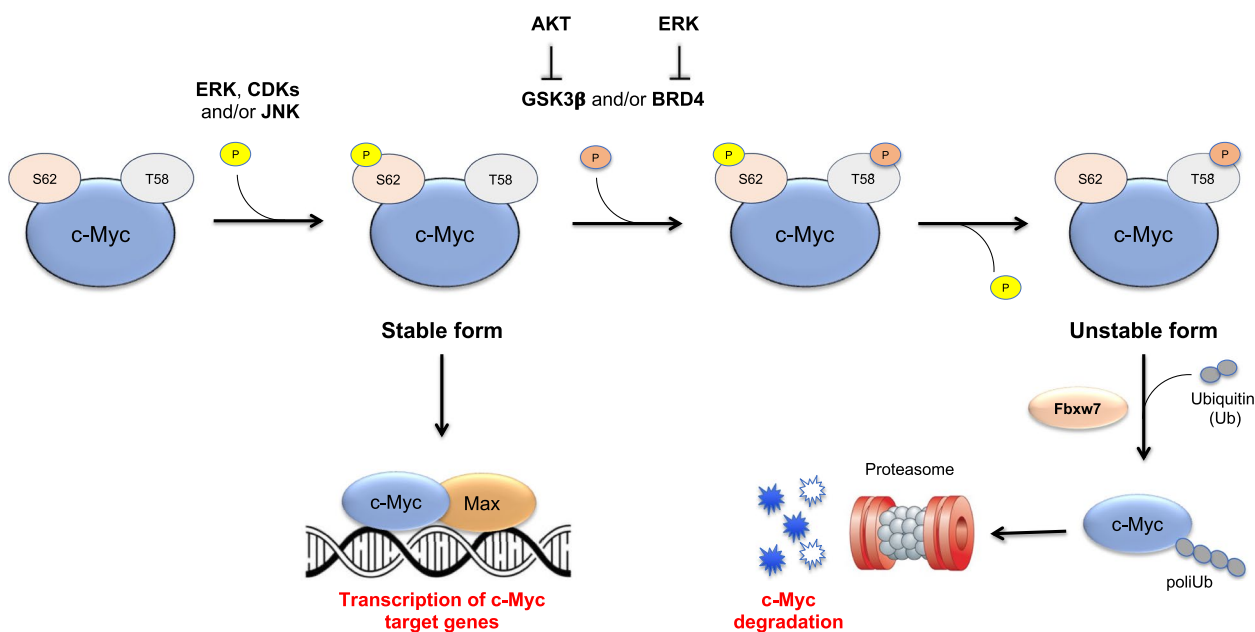 AKT
ERK
ERK, CDKs
and/or JNK
GSK3β and/or BRD4
P
P
P
P
P
P
S62
T58
S62
T58
S62
T58
S62
T58
c-Myc
c-Myc
c-Myc
c-Myc
P
Stable form
Unstable form
Fbxw7
Ubiquitin
(Ub)
Proteasome
c-Myc
Max
c-Myc
poliUb
Transcription of c-Myc
target genes
c-Myc
degradation